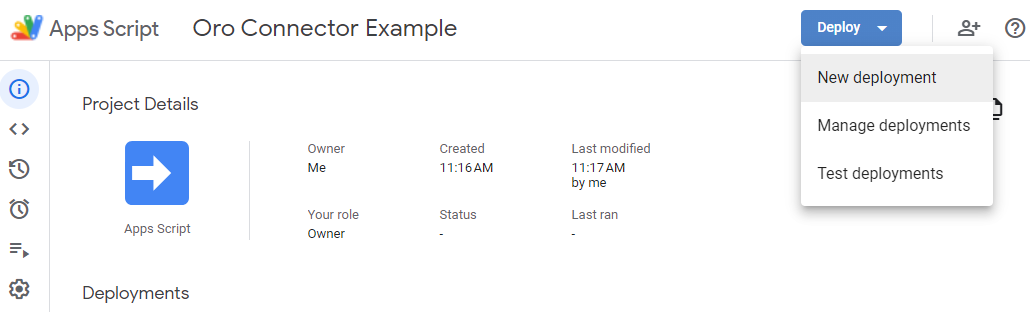 Apps Script Oro Connector Example Deploy
New deployment
Manage deployments
Test deployments
Project Details
Apps Script
Owner
Me
Created
11:16 AM
Last modified
11:17 AM
by me
Your role
Owner
Status
-
Last ran
-
Deployments